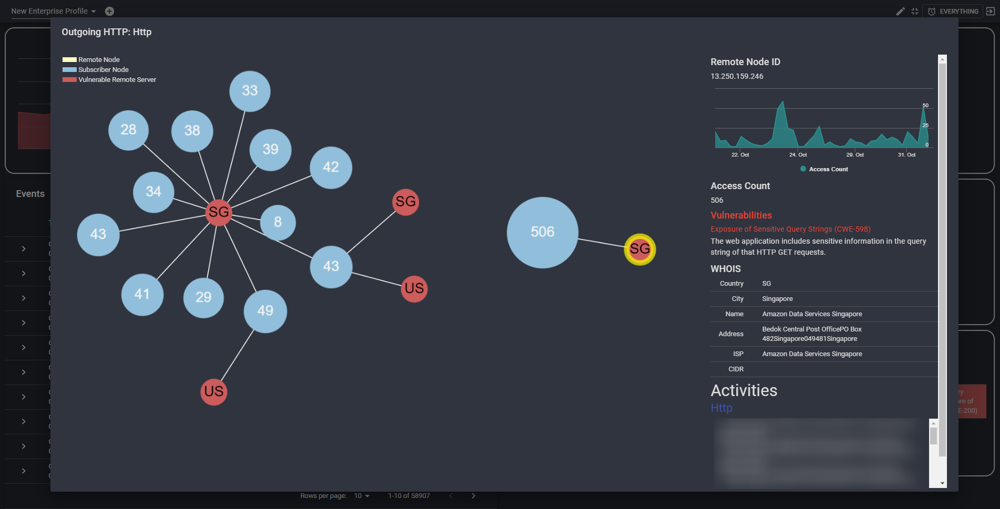 New Enterprise Profile
EVERYTHING
Outgoing HTTP: Http
Remote Node
Subscriber Node
Vulnerable Remote Server
33
28
38
39
42
34
SG
8
43
43
41
29
49
SG
US
US
506
SG
Remote Node ID
13.250.159.246
50
25
0
22. Oct
24. Oct
29. Oct
31. Oct
Access Count
Access Count
506
Vulnerabilities
Exposure of Sensitive Query Strings (CWE-598)
The web application includes sensitive information in the query
string of that HTTP GET requests.
WHOIS
Country SG
City Singapore
Name Amazon Data Services Singapore
Address Bedok Central Post OfficePO Box
482Singapore049481Singapore
ISP Amazon Data Services Singapore
CIDR
Activities
Http
Events
ry
ure of
E-200)
Rows per page: 10 1-10 of 58907